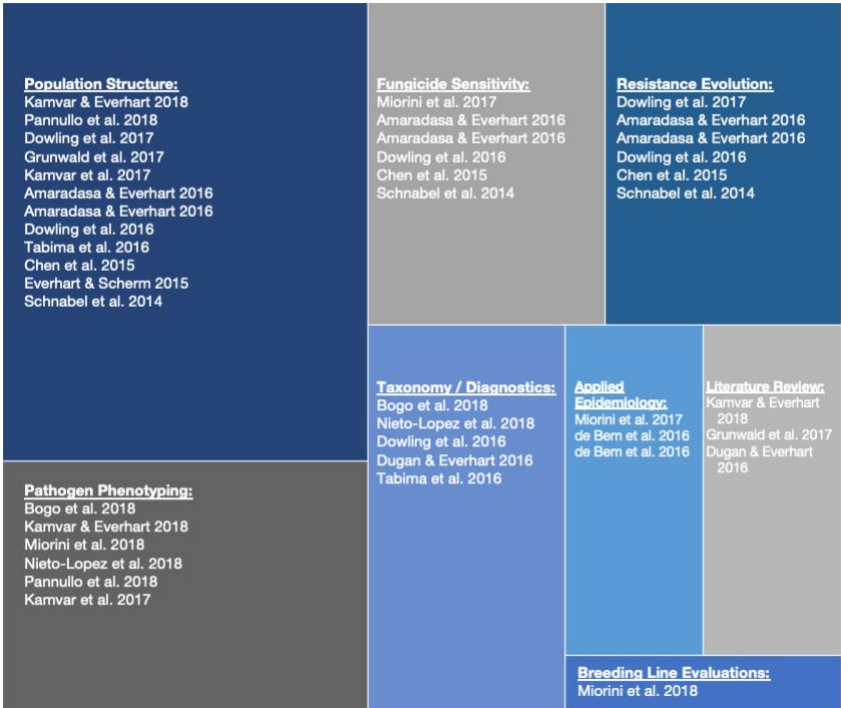 Population Structure:
Kamvar & Everhart 2018
Pannullo et al. 2018
Dowling et al. 2017
Grunwald et al. 2017
Kamvar et al. 2017
Amaradasa & Everhart 2016
Amaradasa & Everhart 2016
Dowling et al. 2016
Tabima et al. 2016
Chen et al. 2015
Everhart & Scherm 2015
Schnabel et al. 2014
Fungicide Sensitivity:
Miorini et al. 2017
Amaradasa & Everhart 2016
Amaradasa & Everhart 2016
Dowling et al. 2016
Chen et al. 2015
Schnabel et al. 2014
Resistance Evolution:
Dowling et al. 2017
Amaradasa & Everhart 2016
Amaradasa & Everhart 2016
Dowling et al. 2016
Chen et al. 2015
Schnabel et al. 2014
Pathogen Phenotyping:
Bogo et al. 2018
Kamvar & Everhart 2018
Miorini et al. 2018
Nieto-Lopez et al. 2018
Pannullo et al. 2018
Kamvar et al. 2017
Taxonomy / Diagnostics:
Bogo et al. 2018
Nieto-Lopez et al. 2018
Dowling et al. 2016
Dugan & Everhart 2016
Tabima et al. 2016
Applied
Epidemiology:
Miorini et al. 2017
de Bem et al. 2016
de Bem et al. 2016
Literature Review:
Kamvar & Everhart
2018
Grunwald et al. 2017
Dugan & Everhart
2016
Breeding Line Evaluations:
Miorini et al. 2018